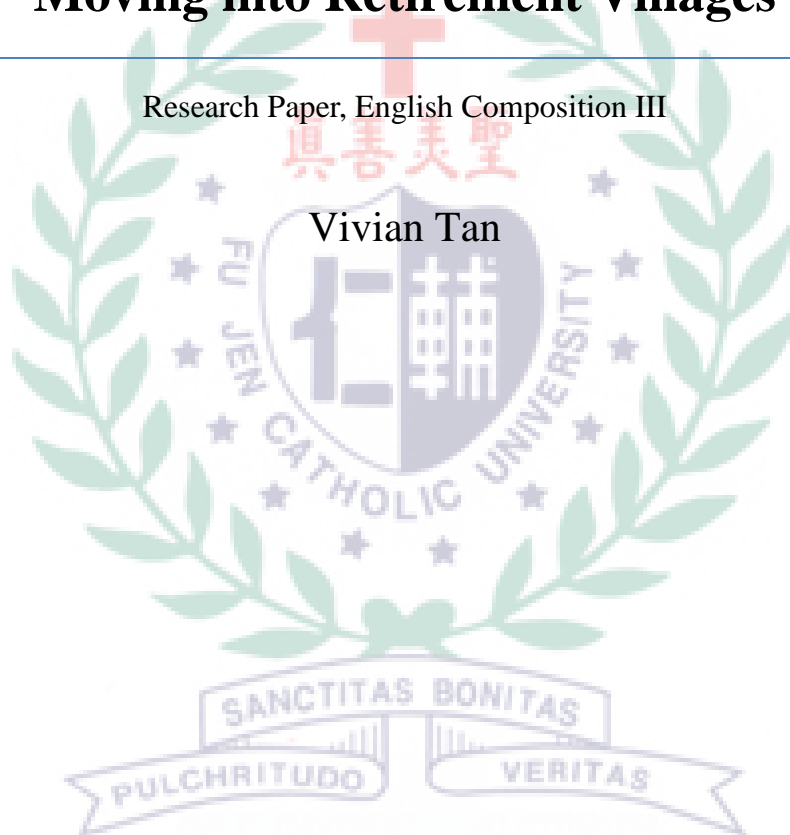 Moving into Retirement Villages
Research Paper, English Composition III
真善美聖
Vivian Tan
FU JEN CATHOLIC UNIVERSITY
仁輔
SANCTITAS BONITAS
PULCHRITUDO VERITAS